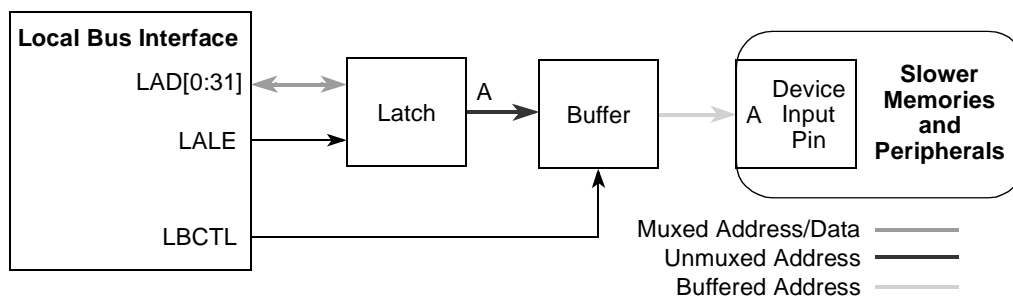 Local Bus Interface
LAD[0:31]
LALE
LBCTL
Latch
A
Buffer
A
Device
Input
Pin
Slower
Memories
and
Peripherals
Muxed Address/Data
Unmuxed Address
Buffered Address